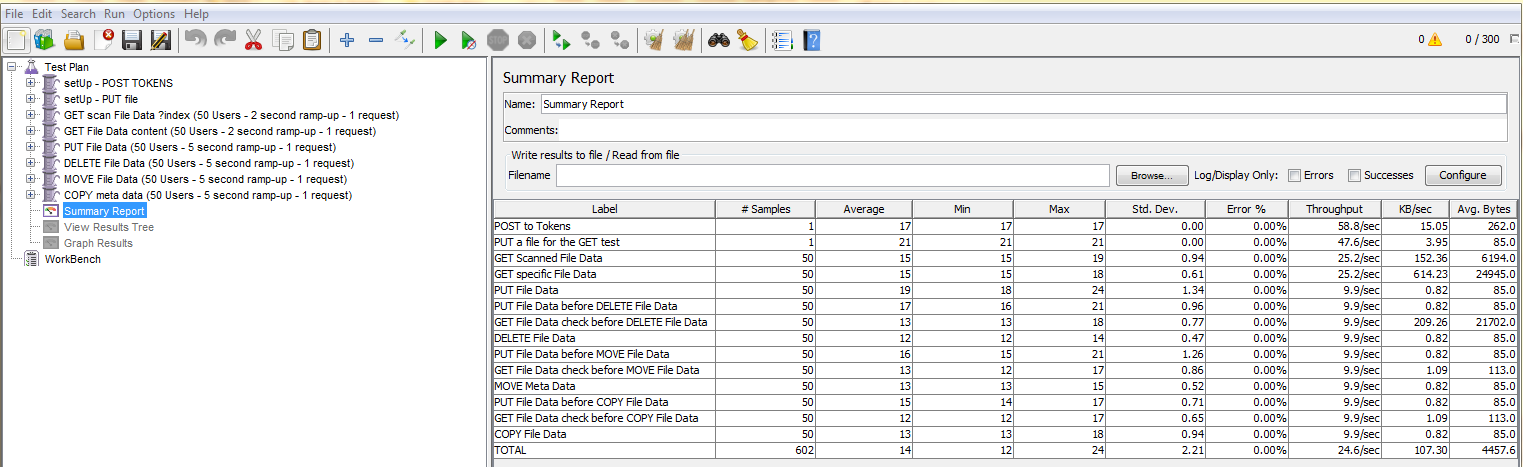 File Edit Search Run Options Help
0 0 / 300
Test Plan
setUp - POST TOKENS
setUp - PUT file
GET scan File Data ?index (50 Users - 2 second ramp-up - 1 request)
GET File Data content (50 Users - 2 second ramp-up - 1 request)
PUT File Data (50 Users - 5 second ramp-up - 1 request)
DELETE File Data (50 Users - 5 second ramp-up - 1 request)
MOVE File Data (50 Users - 5 second ramp-up - 1 request)
COPY meta data (50 Users - 5 second ramp-up - 1 request)
Summary Report
View Results Tree
Graph Results
WorkBench
Summary Report
Name: Summary Report
Comments:
Write results to file / Read from file
Filename Browse... Log/Display Only: Errors Successes Configure
Label # Samples Average Min Max Std. Dev. Error % Throughput KB/sec Avg. Bytes
POST to Tokens 1 17 17 17 0.00 0.00% 58.8/sec 15.05 262.0
PUT a file for the GET test 1 21 21 21 0.00 0.00% 47.6/sec 3.95 85.0
GET Scanned File Data 50 15 15 19 0.94 0.00% 25.2/sec 152.36 6194.0
GET specific File Data 50 15 15 18 0.61 0.00% 25.2/sec 614.23 24945.0
PUT File Data 50 19 18 24 1.34 0.00% 9.9/sec 0.82 85.0
PUT File Data before DELETE File Data 50 17 16 21 0.96 0.00% 9.9/sec 0.82 85.0
GET File Data check before DELETE File Data 50 13 13 18 0.77 0.00% 9.9/sec 209.26 21702.0
DELETE File Data 50 12 12 14 0.47 0.00% 9.9/sec 0.82 85.0
PUT File Data before MOVE File Data 50 16 15 21 1.26 0.00% 9.9/sec 0.82 85.0
GET File Data check before MOVE File Data 50 13 12 17 0.86 0.00% 9.9/sec 1.09 113.0
MOVE Meta Data 50 13 13 15 0.52 0.00% 9.9/sec 0.82 85.0
PUT File Data before COPY File Data 50 15 14 17 0.71 0.00% 9.9/sec 0.82 85.0
GET File Data check before COPY File Data 50 12 12 17 0.65 0.00% 9.9/sec 1.09 113.0
COPY File Data 50 13 13 18 0.94 0.00% 9.9/sec 0.82 85.0
TOTAL 602 14 12 24 2.21 0.00% 24.6/sec 107.30 4457.6